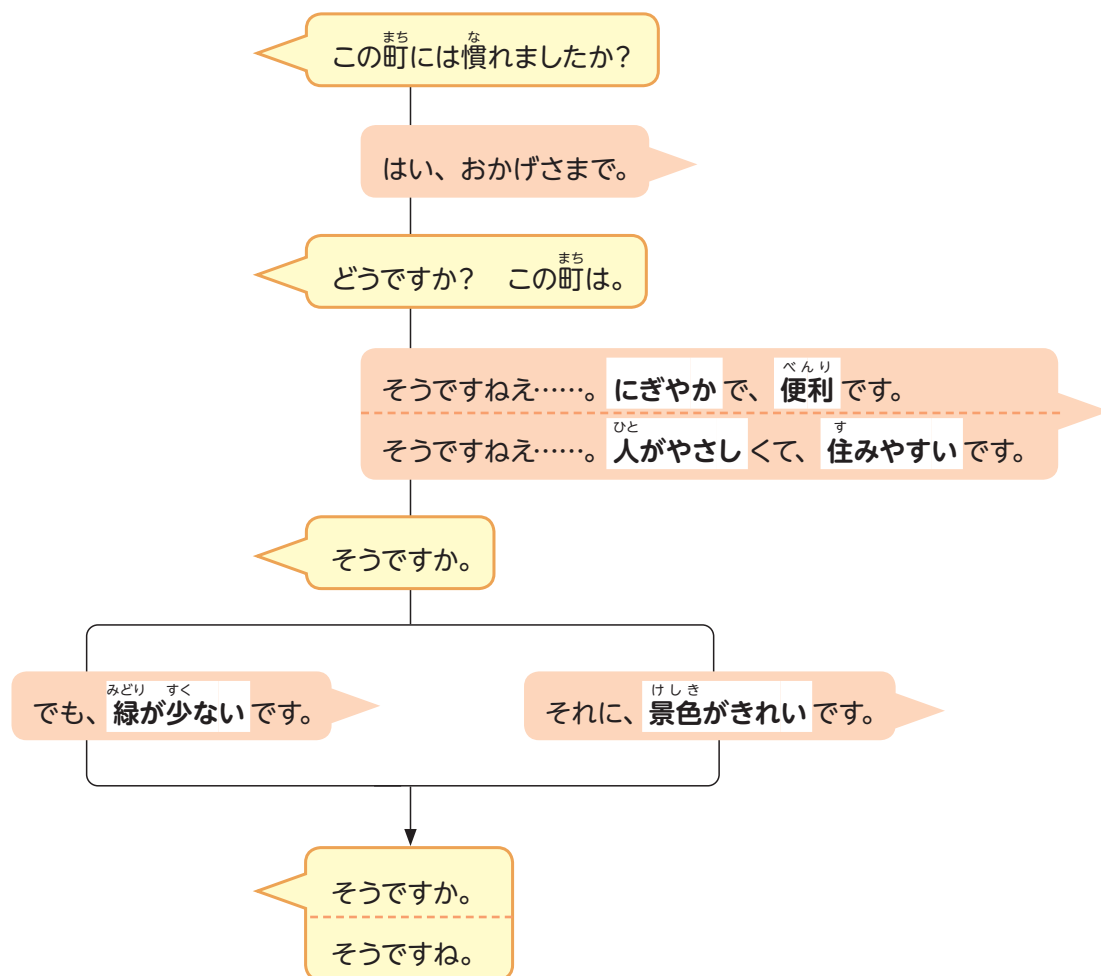 この町には慣れましたか？
はい、おかげさまで。
どうですか？　この町は。
そうですねえ……。にぎやかで、便利です。
そうですねえ……。人がやさしくて、住みやすいです。
そうですか。
でも、緑が少ないです。
それに、景色がきれいです。
そうですか。
そうですね。